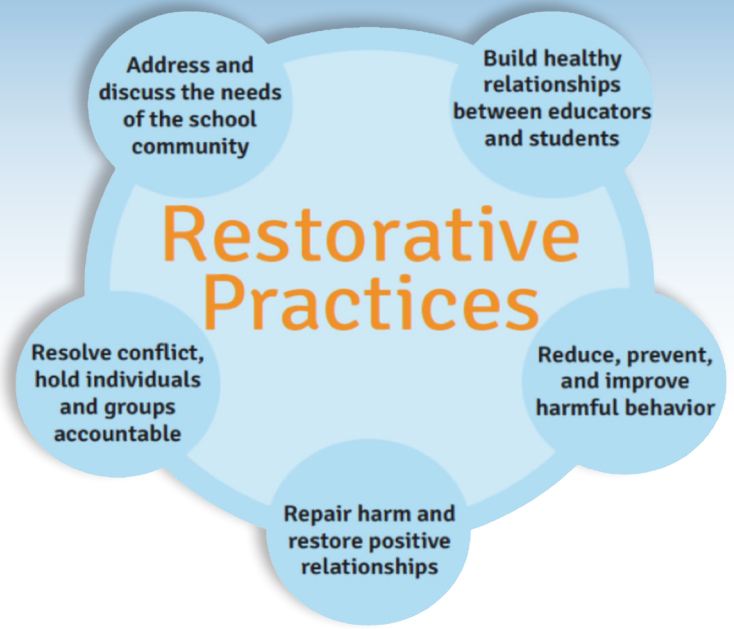 Address and
discuss the needs
of the school
community
Build healthy
relationships
between educators
and students
Restorative
Practices
Resolve conflict,
hold individuals
and groups
accountable
Reduce, prevent,
and improve
harmful behavior
Repair harm and
restore positive
relationships